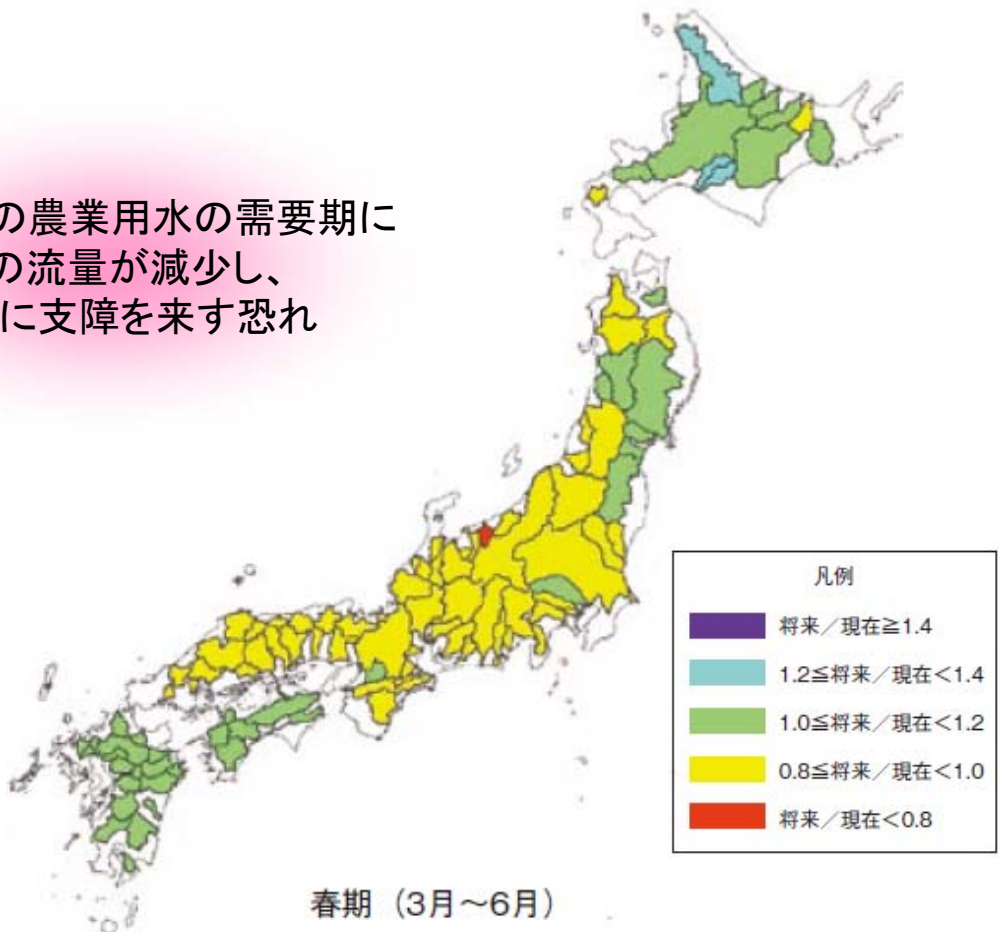 の農業用水の需要期に
の流量が減少し、
に支障を来す恐れ
凡例
将来／現在≧1.4
1.2≦将来／現在<1.4
1.0≦将来／現在<1.2
0.8≦将来／現在<1.0
将来／現在<0.8
春期（3月～6月）